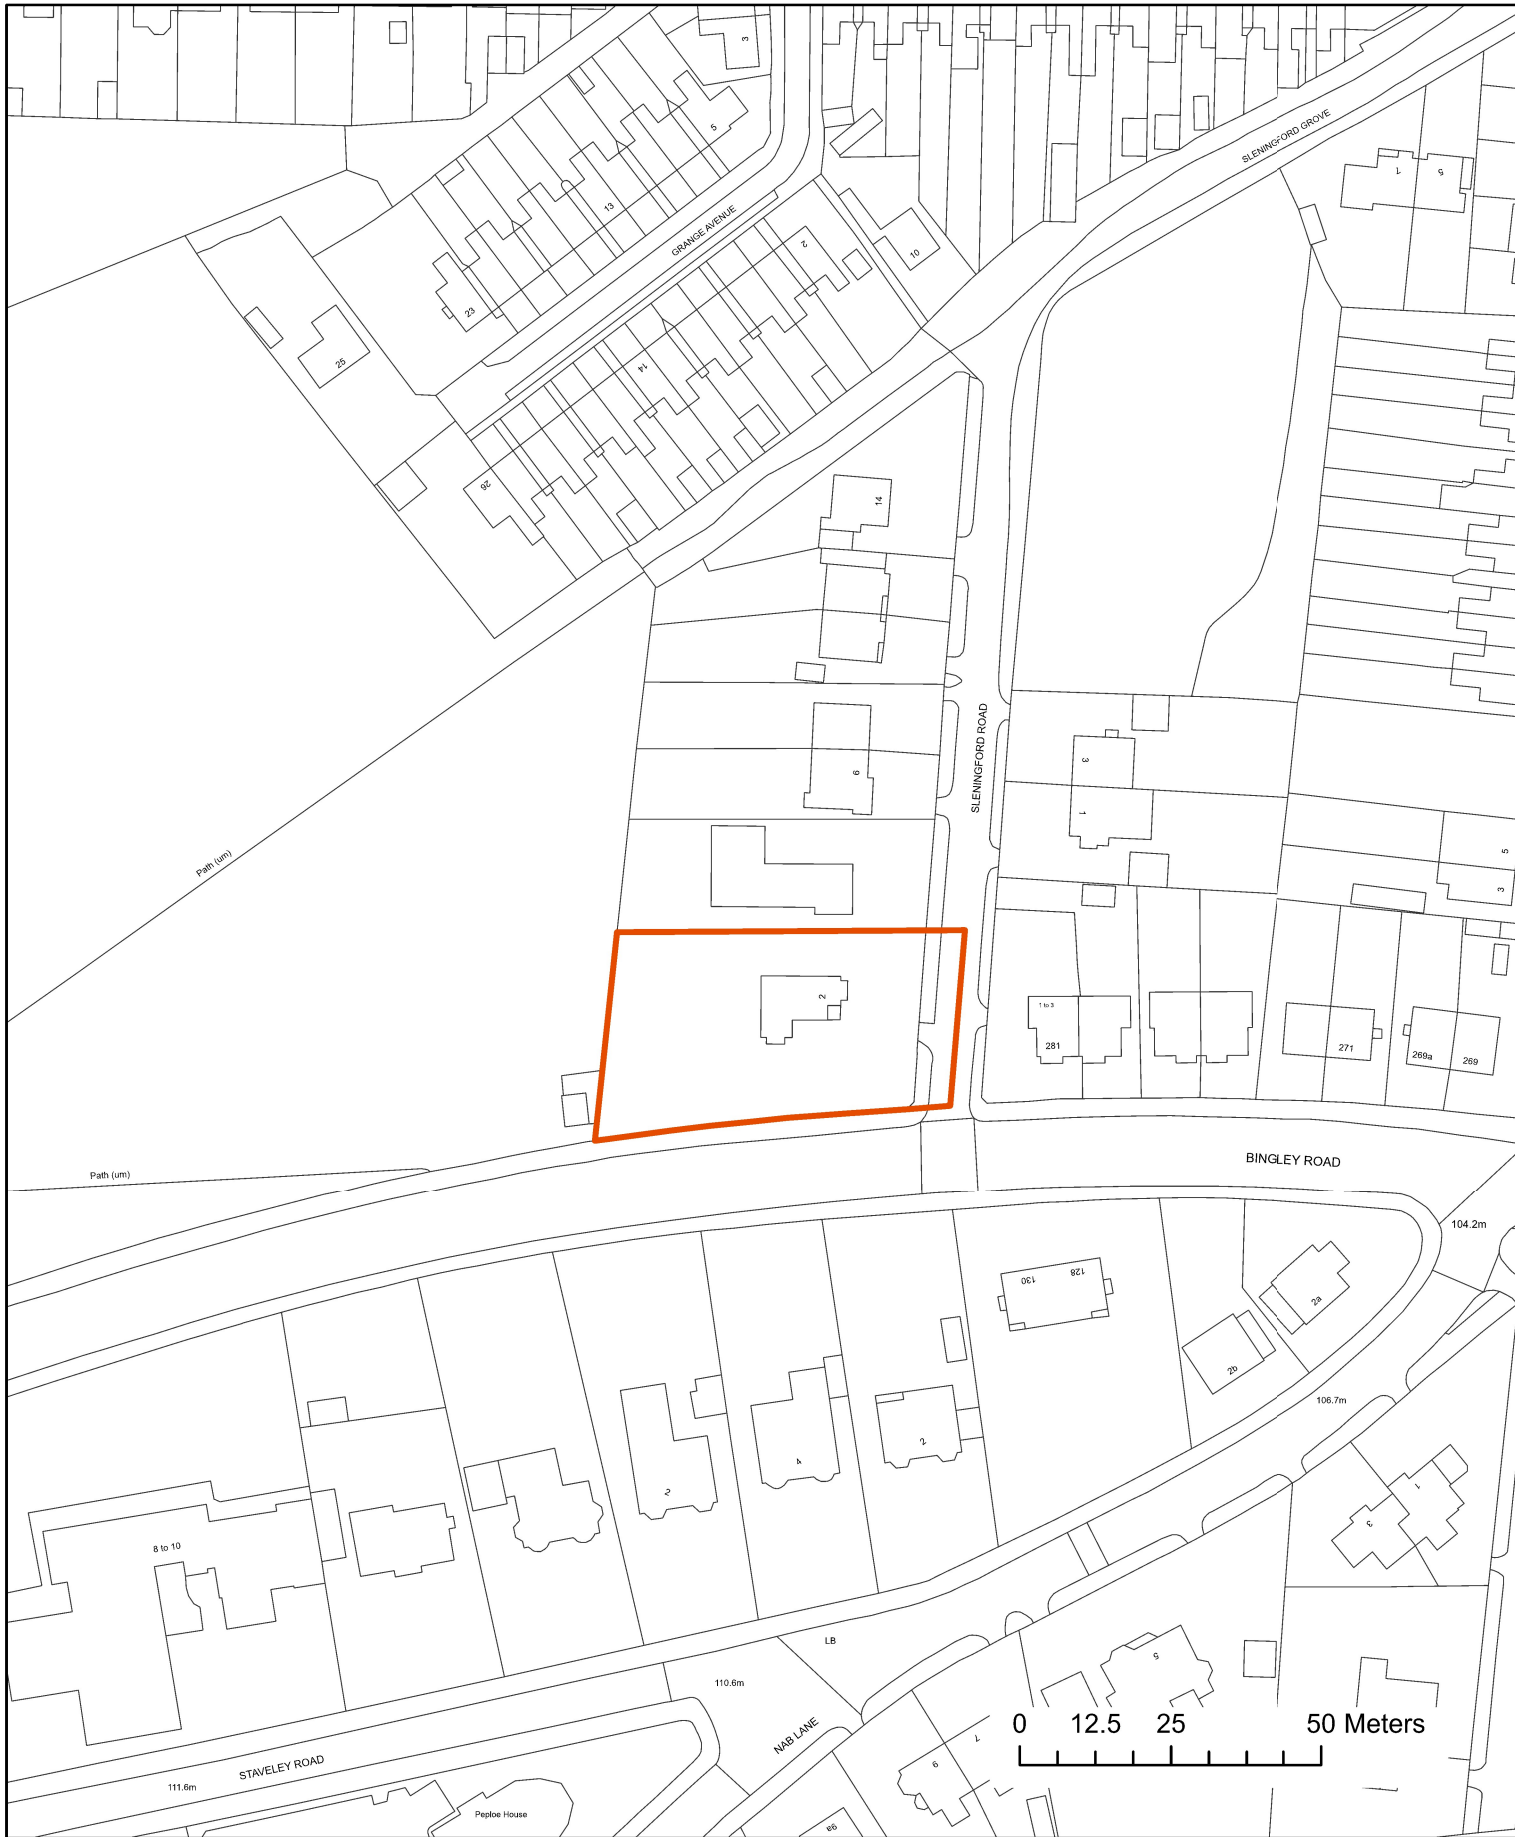 3
5
SLENINGFORD GROVE
7
5
13
GRANGE AVENUE
2
10
23
25
14
26
14
SLENINGFORD ROAD
3
6
1
Path (um)
5
3
2
1 to 3
281
271
269a
269
Path (um)
BINGLEY ROAD
104.2m
130
128
2a
2b
106.7m
2
4
2
1
3
8 to 10
LB
5
110.6m
NAB LANE
0 12.5 25 50 Meters
7
9
STAVELEY ROAD
111.6m
Peploe House
9a